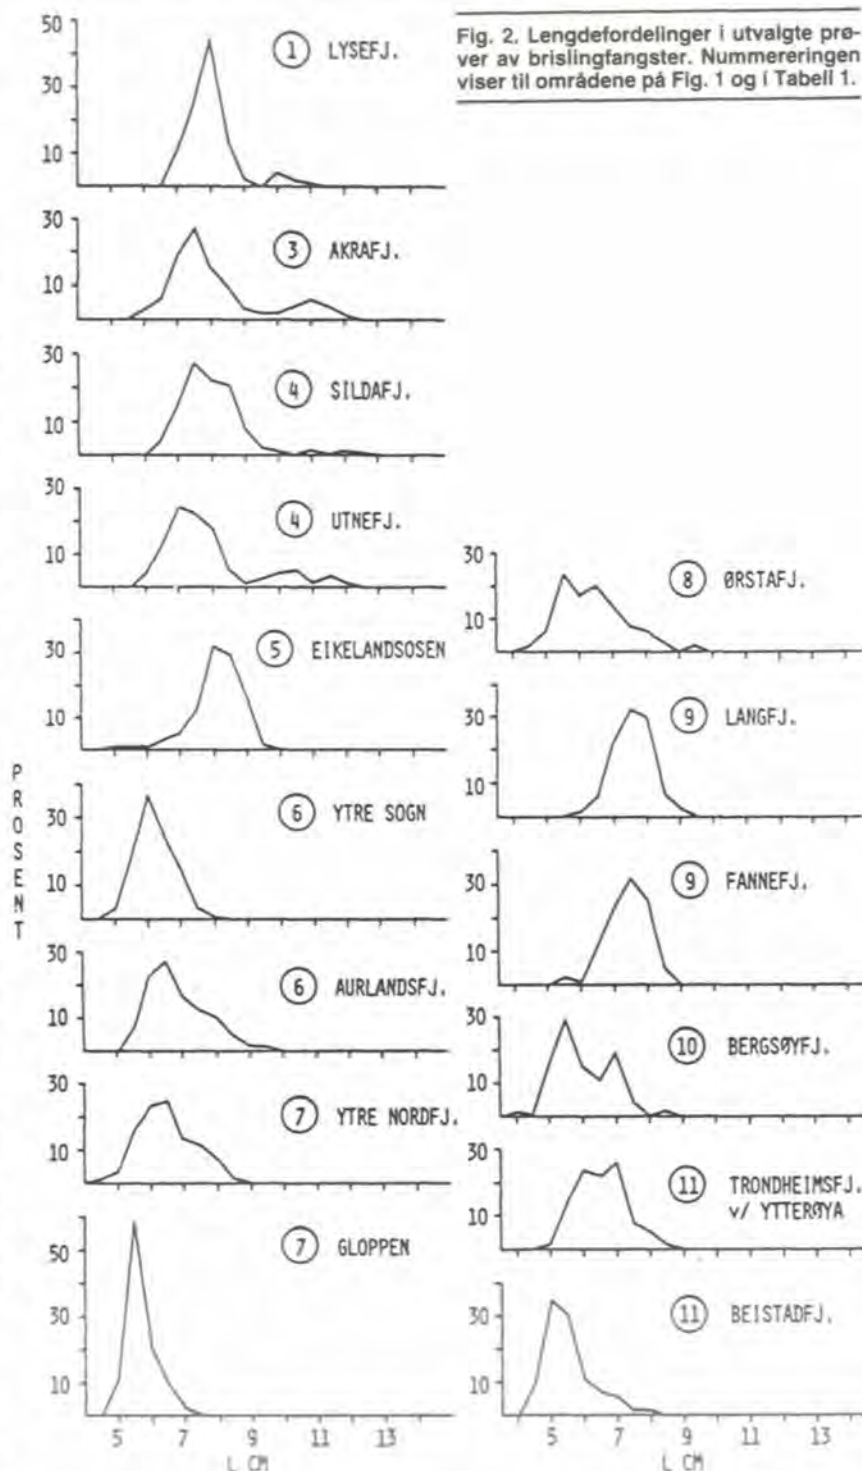 Fig. 2. Lengdefordelinger i utvalgte prø-
ver av brislingfangster. Nummereringen
viser til områdene på Fig. 1 og i Tabell 1.
50
30
10
1 LYSEFJ.
30
10
3 AKRAFJ.
30
10
4 SILDAFJ.
30
10
4 UTNEFJ.
30
10
5 EIKELANDSOSEN
PROSENT
30
10
6 YTRE SOGN
30
10
6 AURLANDSFJ.
30
10
7 YTRE NORDFJ.
50
30
10
7 GLOPPEN
5 7 9 11 13
L CM
30
10
8 ØRSTAFJ.
30
10
9 LANGFJ.
30
10
9 FANNEFJ.
30
10
10 BERGSØYFJ.
30
10
11 TRONDHEIMSFJ.
v/ YTTERØYA
30
10
11 BEISTADFJ.
5 7 9 11 13
L CM